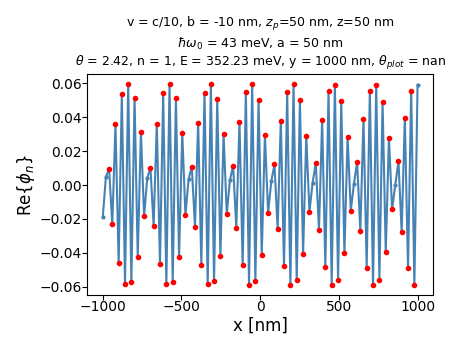 v = c/10, b = -10 nm, z_p=50 nm, z=50 nm
ħω₀ = 43 meV, a = 50 nm
θ = 2.42, n = 1, E = 352.23 meV, y = 1000 nm, θ_plot = nan
0.06
0.04
0.02
0.00
−0.02
−0.04
−0.06
Re{ϕₙ}
−1000
−500
0
500
1000
x [nm]